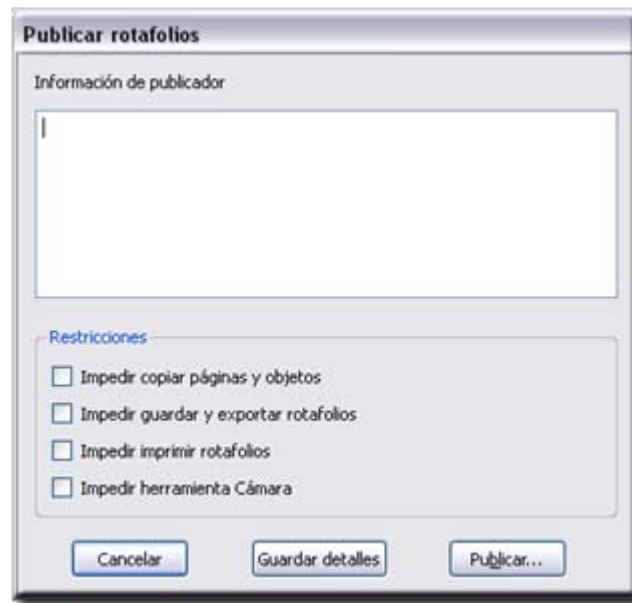 Publicar rotafolios
Información de publicador
Restricciones
Impedir copiar páginas y objetos
Impedir guardar y exportar rotafolios
Impedir imprimir rotafolios
Impedir herramienta Cámara
Cancelar Guardar detalles Publicar...